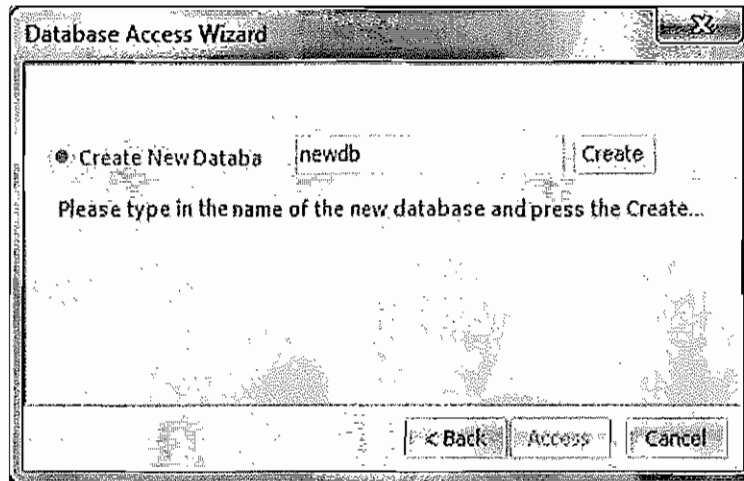 Database Access Wizard
Create New Databa newdb Create
Please type in the name of the new database and press the Create...
< Back Access Cancel